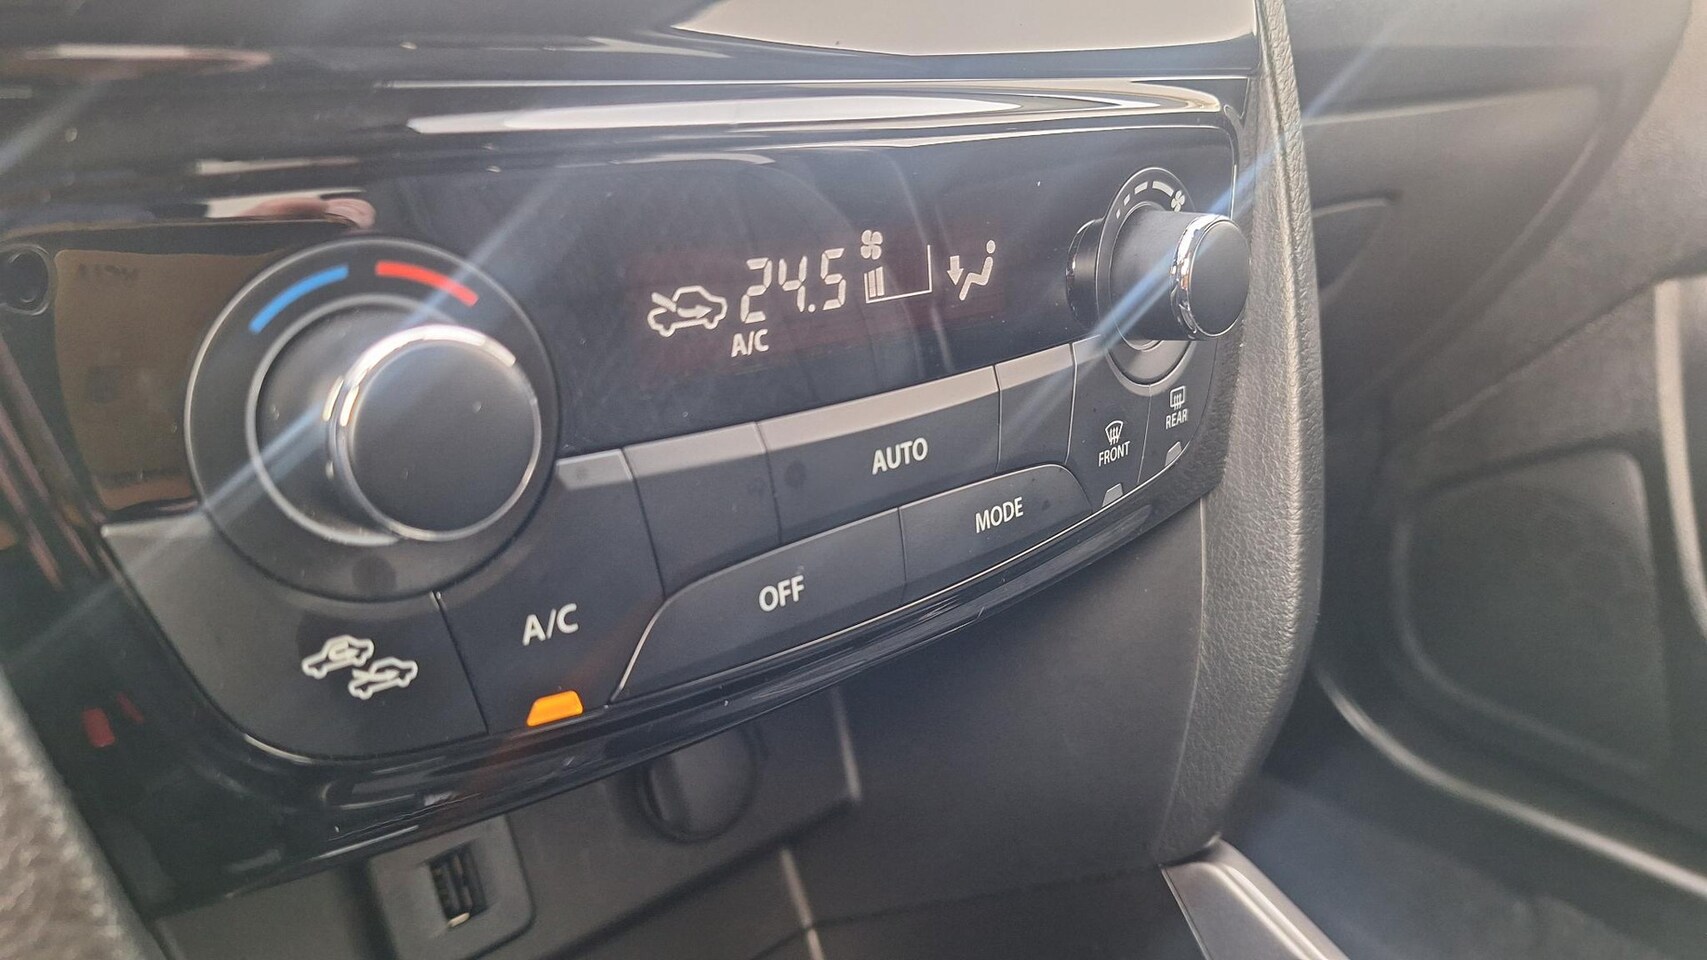 24.5
A/C
AUTO
FRONT
REAR
MODE
OFF
A/C